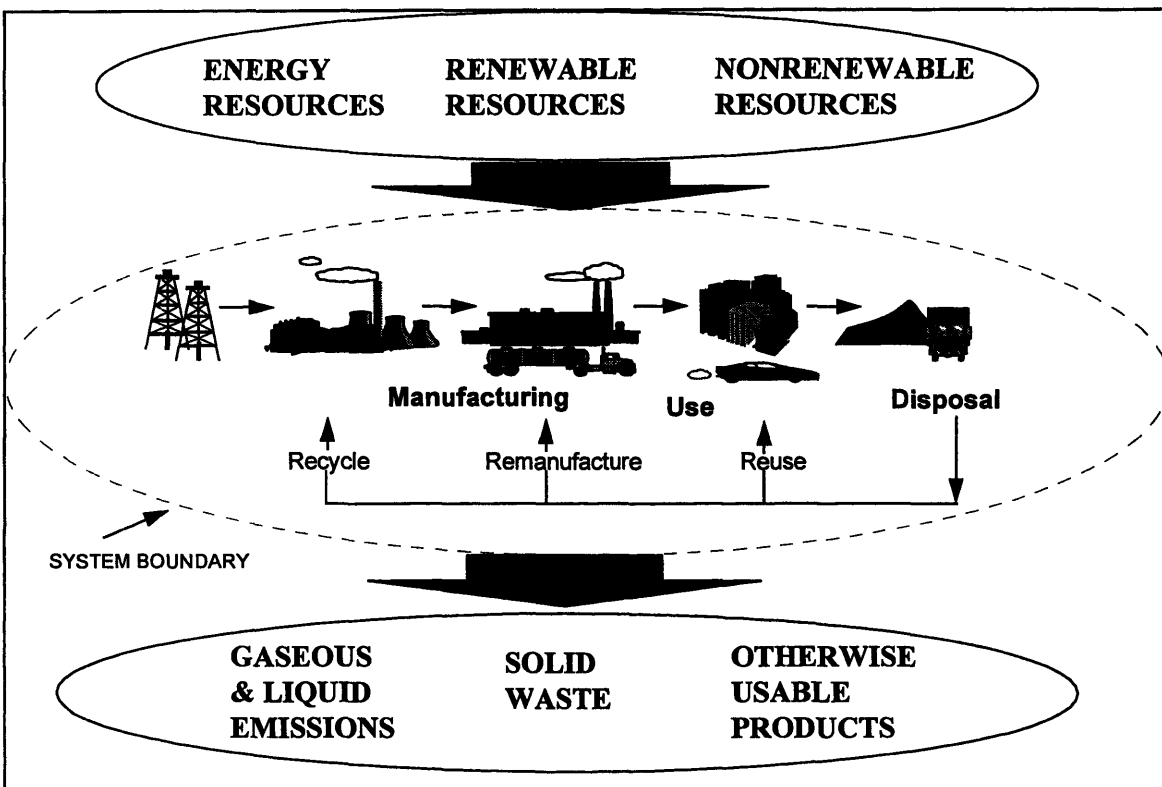 ENERGY
RESOURCES
RENEWABLE
RESOURCES
NONRENEWABLE
RESOURCES
Manufacturing
Use
Disposal
Recycle
Remanufacture
Reuse
SYSTEM BOUNDARY
GASEOUS
& LIQUID
EMISSIONS
SOLID
WASTE
OTHERWISE
USABLE
PRODUCTS